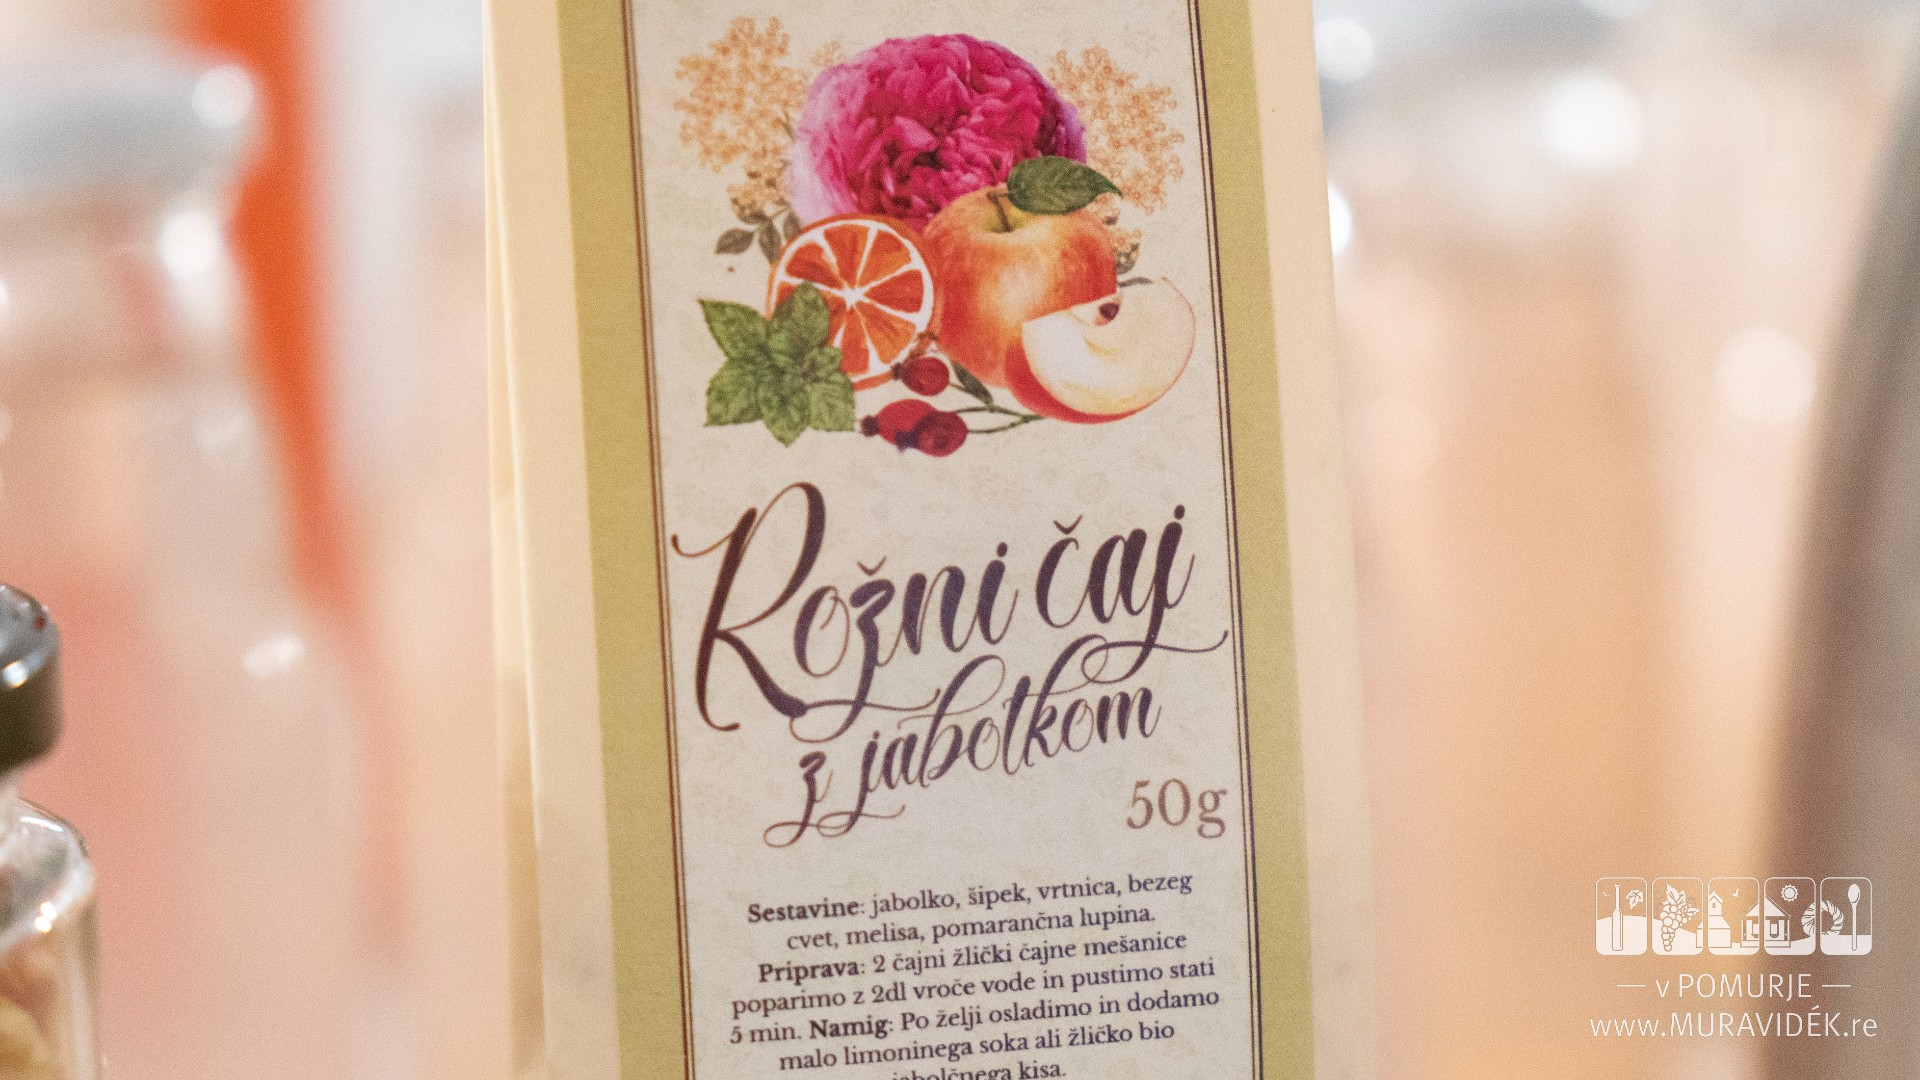 Rožni čaj
z jabolkom
50g
Sestavine: jabolko, šipek, vrtnica, bezeg
cvet, melisa, pomarančna lupina.
Priprava: 2 čajni žlički čajne mešanice
poparimo z 2dl vroče vode in pustimo stati
5 min. Namig: Po želji osladimo in dodamo
malo limoninega soka ali žličko bio
jabolčnega kisa.
— v POMURJE —
www.MURAVIDÉK.re